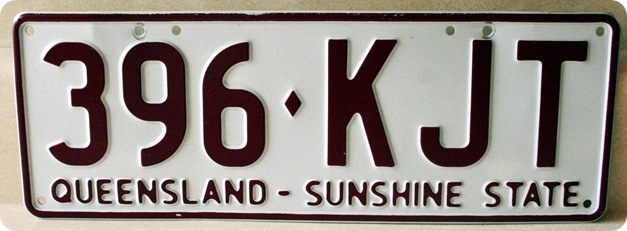 396♦KJT
QUEENSLAND - SUNSHINE STATE